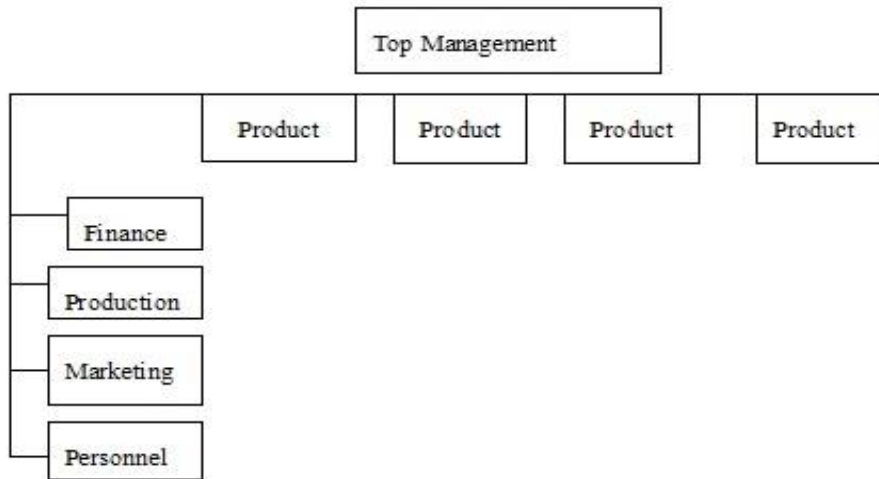 Top Management
Product Product Product Product
Finance
Production
Marketing
Personnel